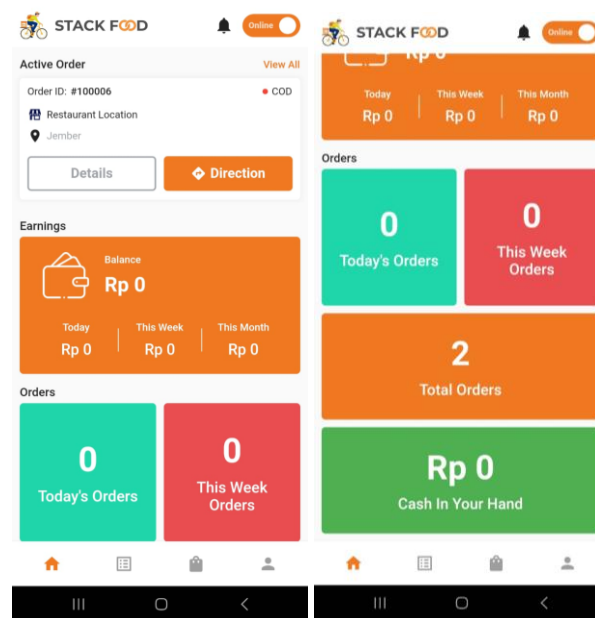 STACK FOOD
Online
Active Order
View All
Order ID: #100006
COD
Restaurant Location
Jember
Details
Direction
Earnings
Balance
Rp 0
Today
This Week
This Month
Rp 0
Rp 0
Rp 0
Orders
0
Today's Orders
0
This Week
Orders
STACK FOOD
Online
Rp 0
Today
This Week
This Month
Rp 0
Rp 0
Rp 0
Orders
0
Today's Orders
0
This Week
Orders
2
Total Orders
Rp 0
Cash In Your Hand